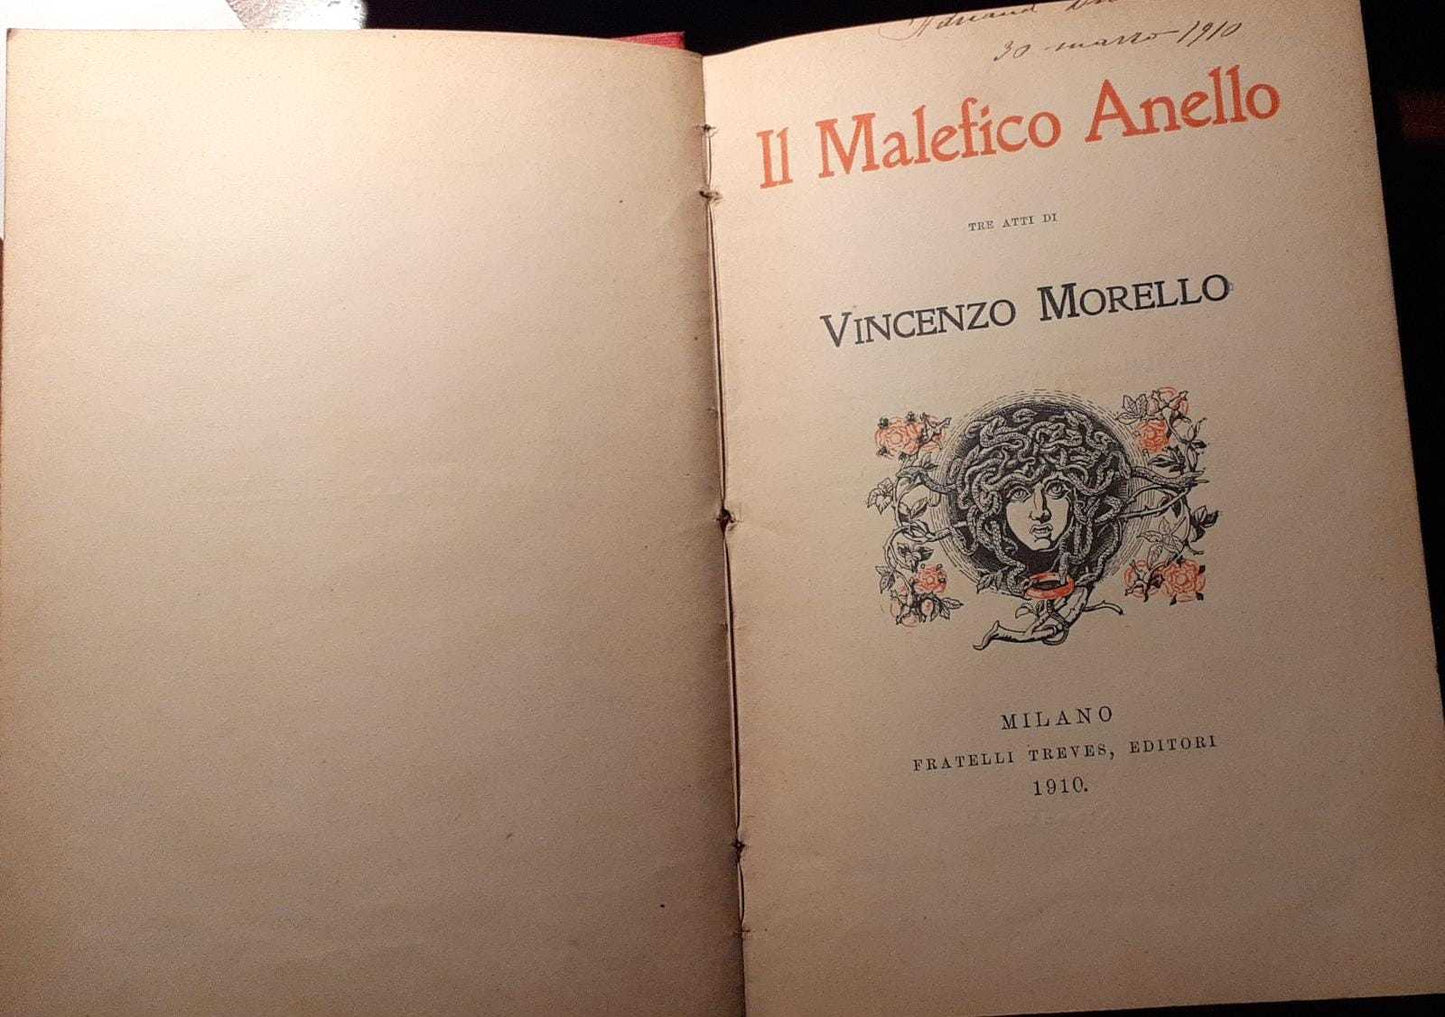 30 marzo 1910
Il Malefico Anello
TRE ATTI DI
VINCENZO MORELLO
MILANO
FRATELLI TREVES, EDITORI
1910.